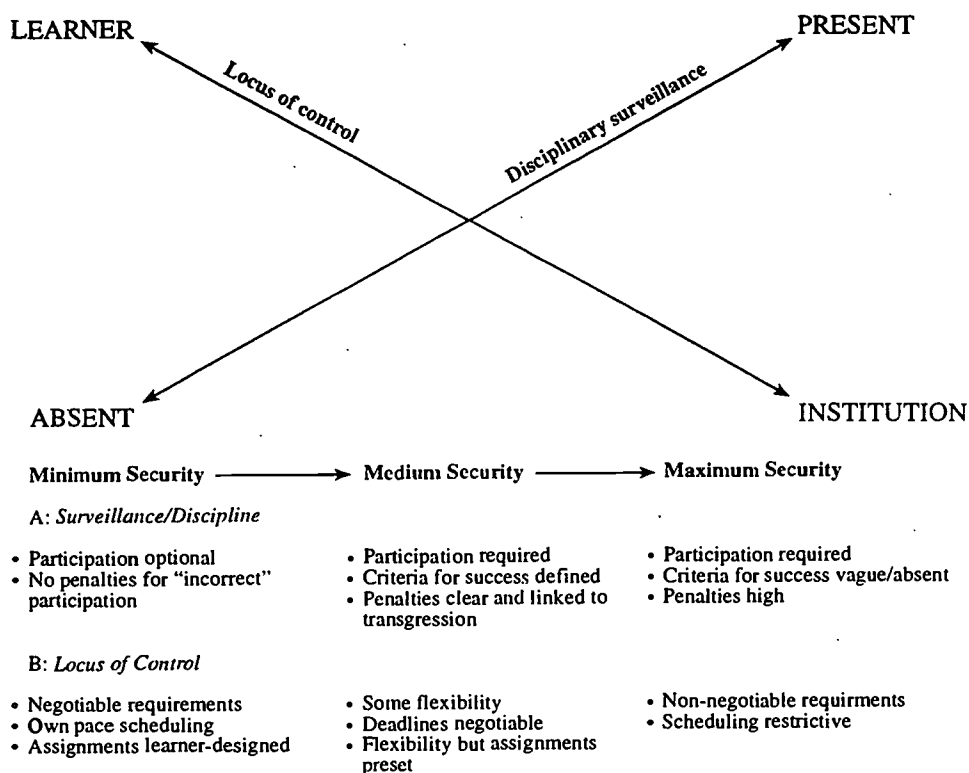 LEARNER
PRESENT
Locus of control
Disciplinary surveillance
ABSENT
INSTITUTION
Minimum Security
Medium Security
Maximum Security
A: Surveillance/Discipline
• Participation optional
• No penalties for “incorrect”
participation
• Participation required
• Criteria for success defined
• Penalties clear and linked to
transgression
• Participation required
• Criteria for success vague/absent
• Penalties high
B: Locus of Control
• Negotiable requirements
• Own pace scheduling
• Assignments learner-designed
• Some flexibility
• Deadlines negotiable
• Flexibility but assignments
preset
• Non-negotiable requirments
• Scheduling restrictive